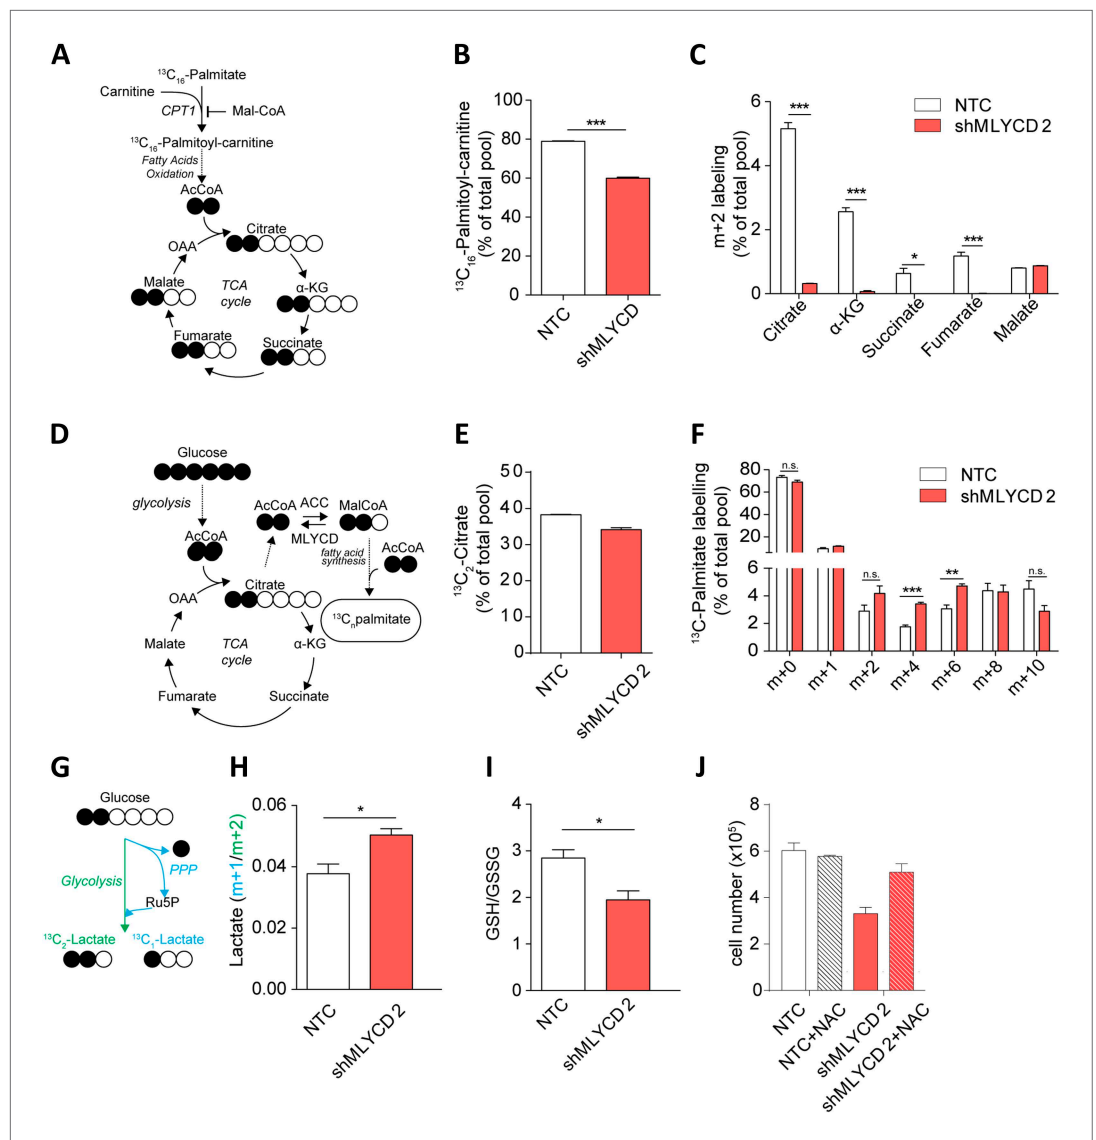 A
¹³C₁₆-Palmitate
Carnitine
CPT1
Mal-CoA
¹³C₁₆-Palmitoyl-carnitine
Fatty Acids
Oxidation
AcCoA
OAA
Citrate
Malate
TCA
cycle
α-KG
Fumarate
Succinate
B
¹³C₁₆-Palmitoyl-carnitine
(% of total pool)
100
80
60
40
20
0
***
NTC
shMLYCD
C
m+2 labeling
(% of total pool)
6
4
2
0
***
***
*
***
NTC
shMLYCD 2
Citrate
α-KG
Succinate
Fumarate
Malate
D
Glucose
glycolysis
AcCoA
ACC
MalCoA
MLYCD
AcCoA
fatty acid
synthesis
AcCoA
Citrate
OAA
¹³Cₙpalmitate
Malate
TCA
cycle
α-KG
Fumarate
Succinate
E
¹³C₂-Citrate
(% of total pool)
50
40
30
20
10
0
NTC
shMLYCD 2
F
¹³C-Palmitate labelling
(% of total pool)
80
60
40
20
6
4
2
0
n.s.
n.s.
***
**
n.s.
NTC
shMLYCD 2
m+0
m+1
m+2
m+4
m+6
m+8
m+10
G
Glucose
Glycolysis
PPP
Ru5P
¹³C₂-Lactate
¹³C₁-Lactate
H
Lactate (m+1/m+2)
0.06
0.04
0.02
0.00
*
NTC
shMLYCD 2
I
GSH/GSSG
4
3
2
1
0
*
NTC
shMLYCD 2
J
cell number (x10⁵)
8
6
4
2
0
NTC
NTC+NAC
shMLYCD 2
shMLYCD 2+NAC